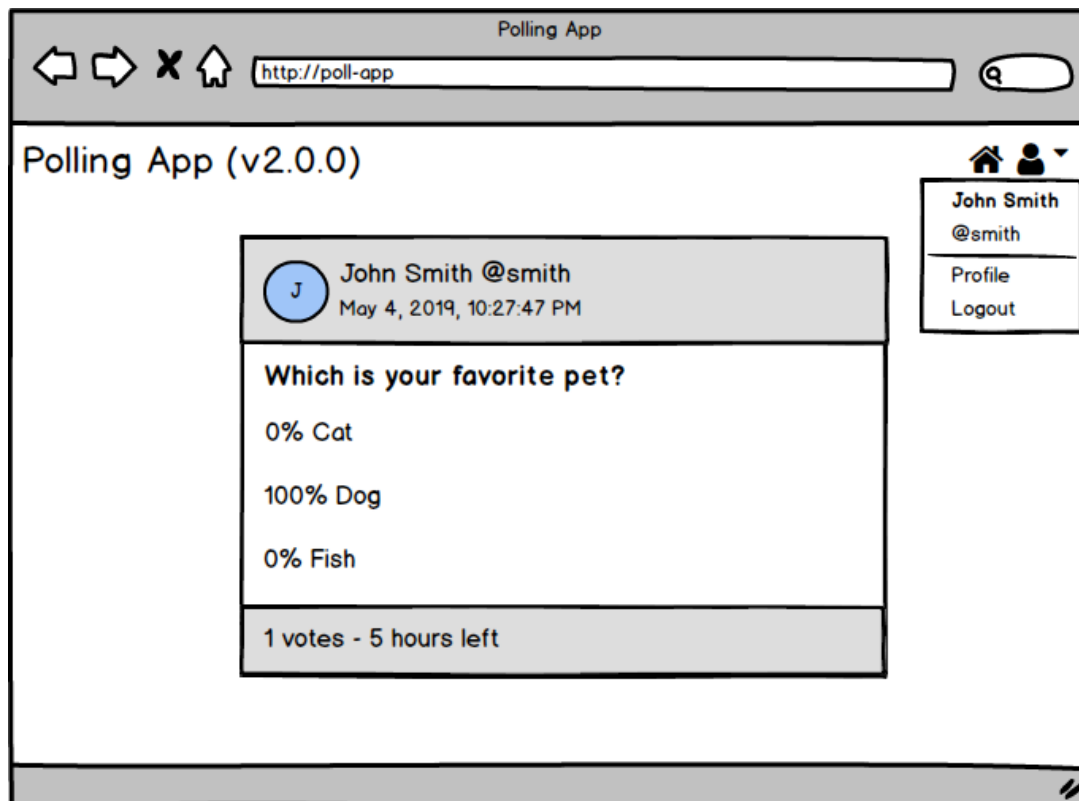 Polling App
http://poll-app
Polling App (v2.0.0)
John Smith
@smith
Profile
Logout
J
John Smith @smith
May 4, 2019, 10:27:47 PM
Which is your favorite pet?
0% Cat
100% Dog
0% Fish
1 votes - 5 hours left